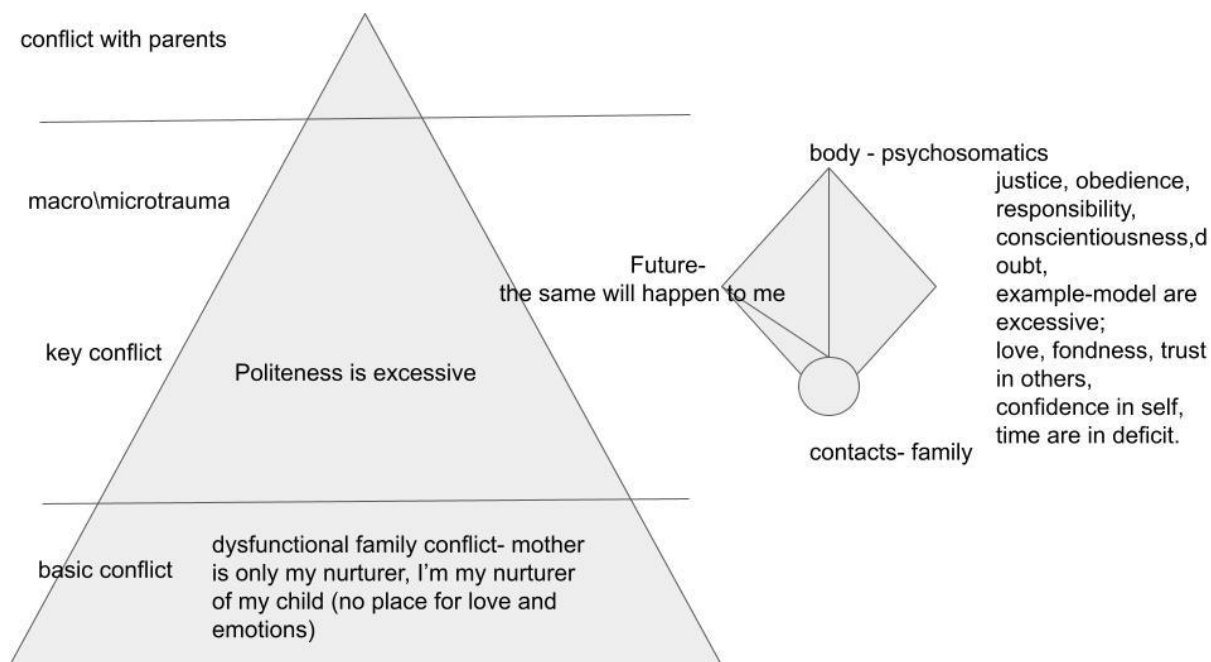 conflict with parents
macro\microtrauma
key conflict
Politeness is excessive
basic conflict
dysfunctional family conflict- mother
is only my nurturer, I'm my nurturer
of my child (no place for love and
emotions)
body - psychosomatics
Future-
the same will happen to me
justice, obedience,
responsibility,
conscientiousness,d
oubt,
example-model are
excessive;
love, fondness, trust
in others,
confidence in self,
time are in deficit.
contacts- family